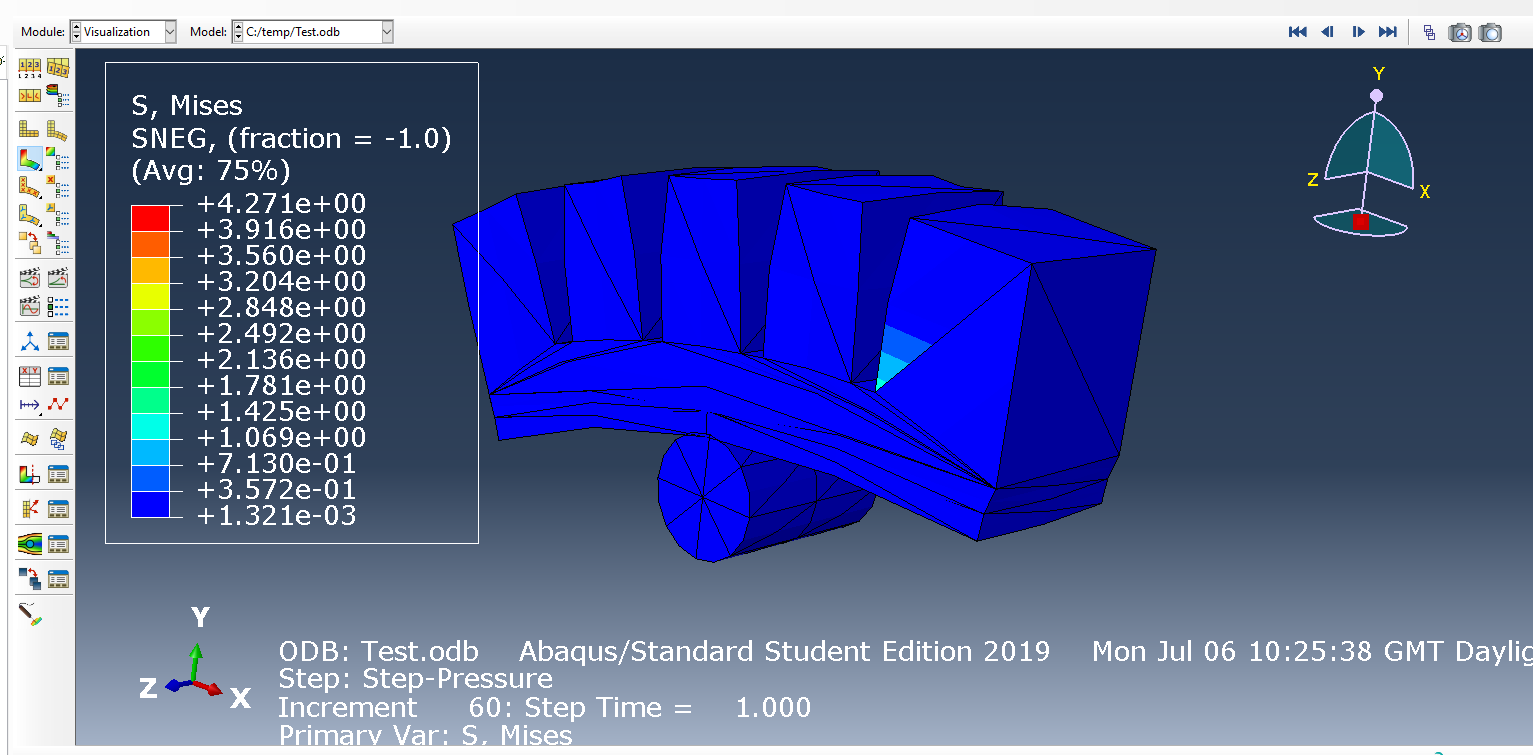 Module: Visualization Model: C:/temp/Test.odb
S, Mises
SNEG, (fraction = -1.0)
(Avg: 75%)
+4.271e+00
+3.916e+00
+3.560e+00
+3.204e+00
+2.848e+00
+2.492e+00
+2.136e+00
+1.781e+00
+1.425e+00
+1.069e+00
+7.130e-01
+3.572e-01
+1.321e-03
Y
Z
X
Y
Z
X
ODB: Test.odb Abaqus/Standard Student Edition 2019 Mon Jul 06 10:25:38 GMT Daylig
Step: Step-Pressure
Increment 60: Step Time = 1.000
Primary Var: S, Mises